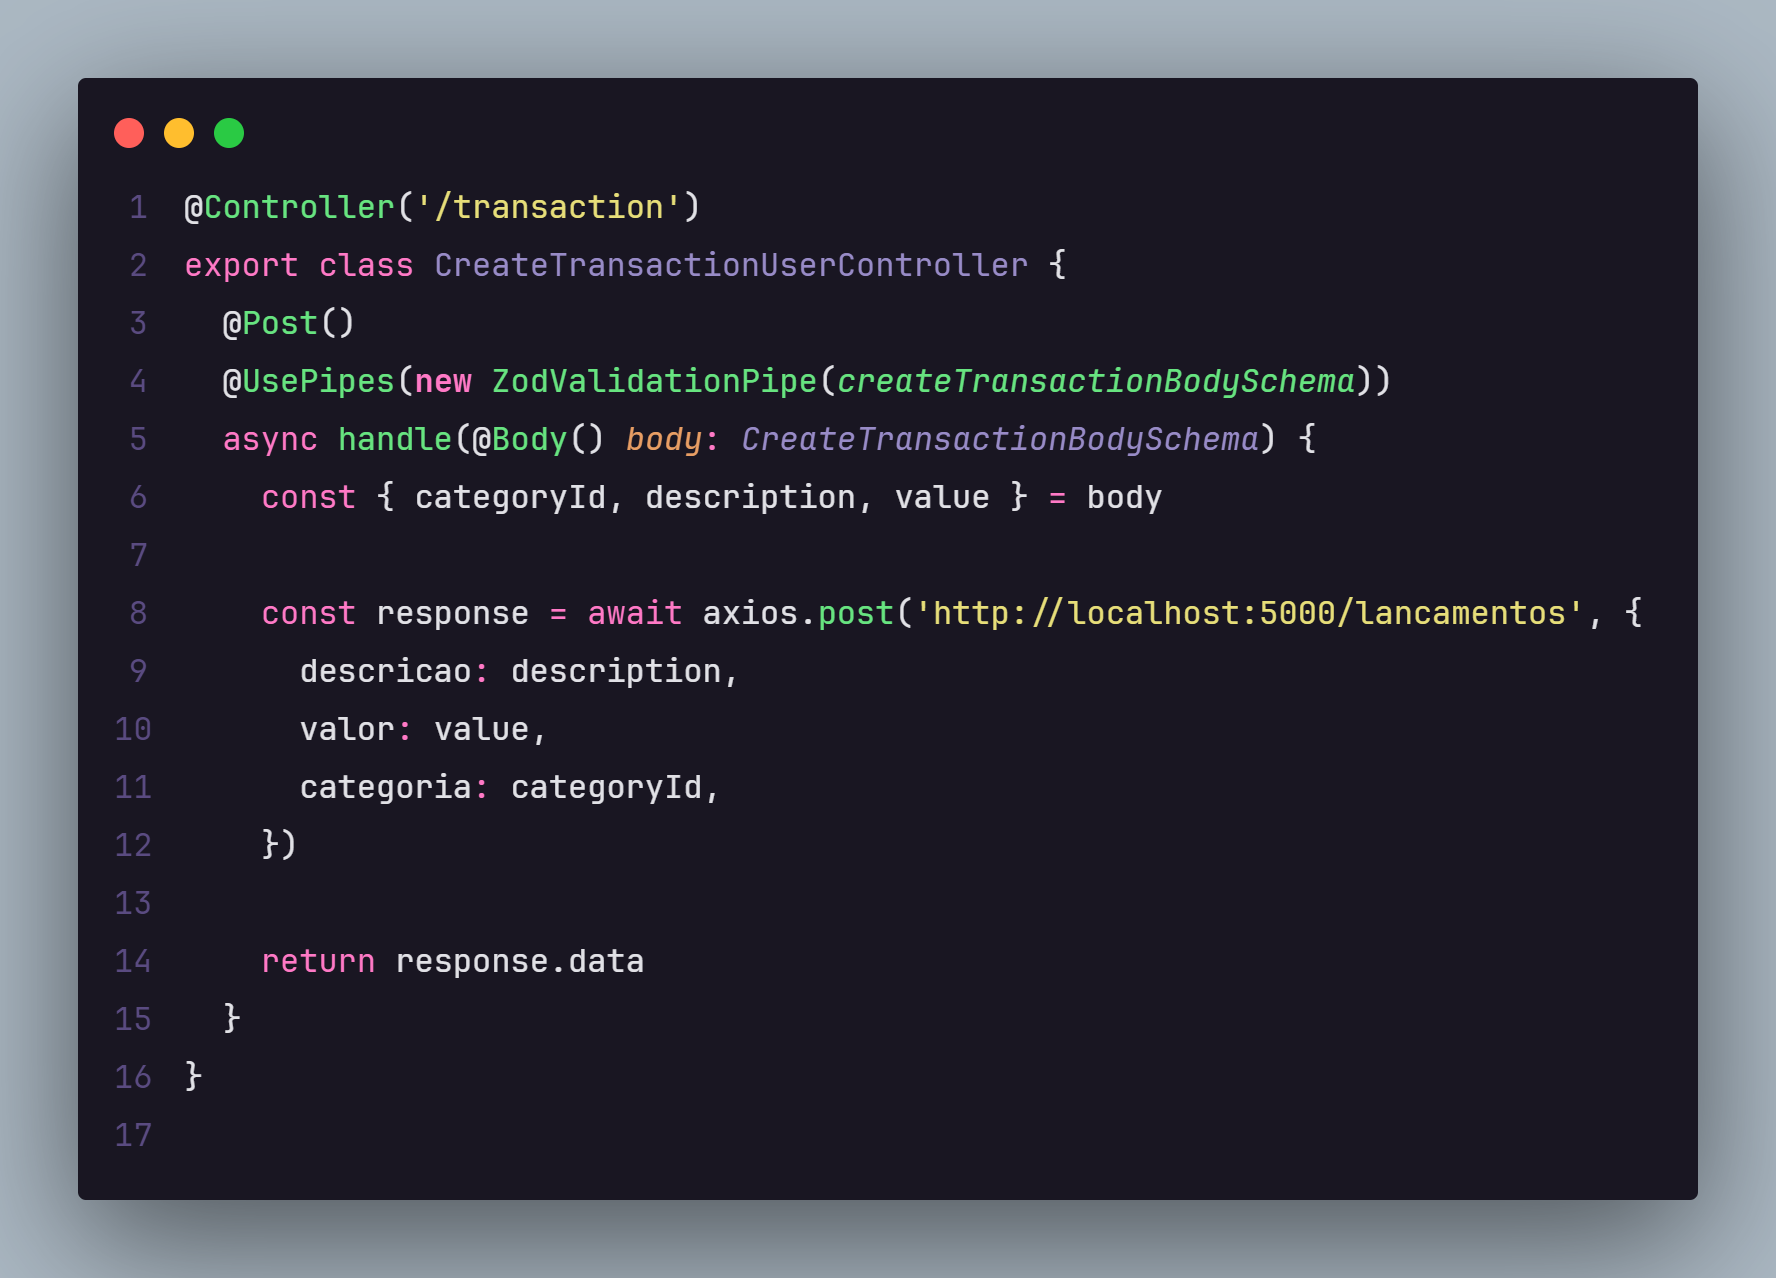 1 @Controller('/transaction')
2 export class CreateTransactionUserController {
3   @Post()
4   @UsePipes(new ZodValidationPipe(createTransactionBodySchema))
5   async handle(@Body() body: CreateTransactionBodySchema) {
6     const { categoryId, description, value } = body
7
8     const response = await axios.post('http://localhost:5000/lancamentos', {
9       descricao: description,
10       valor: value,
11       categoria: categoryId,
12     })
13
14     return response.data
15   }
16 }
17